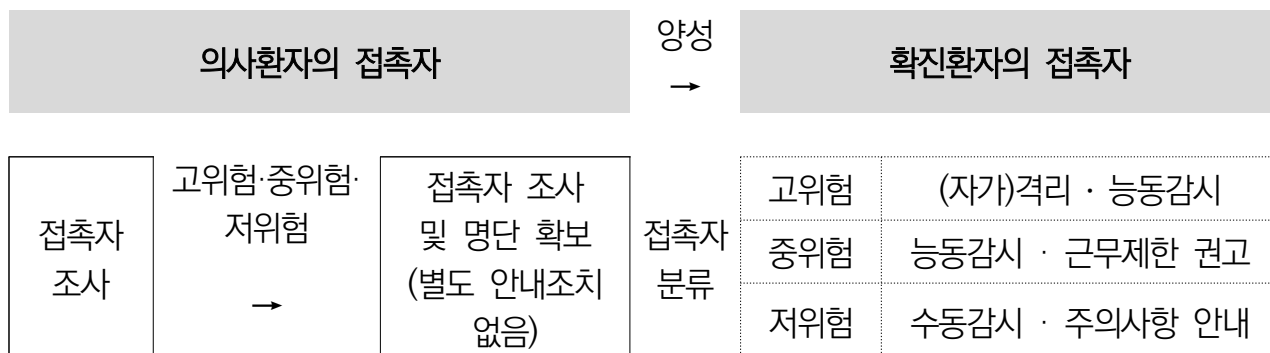 의사환자의 접촉자
양성
→
확진환자의 접촉자
접촉자
조사
고위험·중위험·
저위험
→
접촉자 조사
및 명단 확보
(별도 안내조치
없음)
접촉자
분류
고위험 (자가)격리 · 능동감시
중위험 능동감시 · 근무제한 권고
저위험 수동감시 · 주의사항 안내